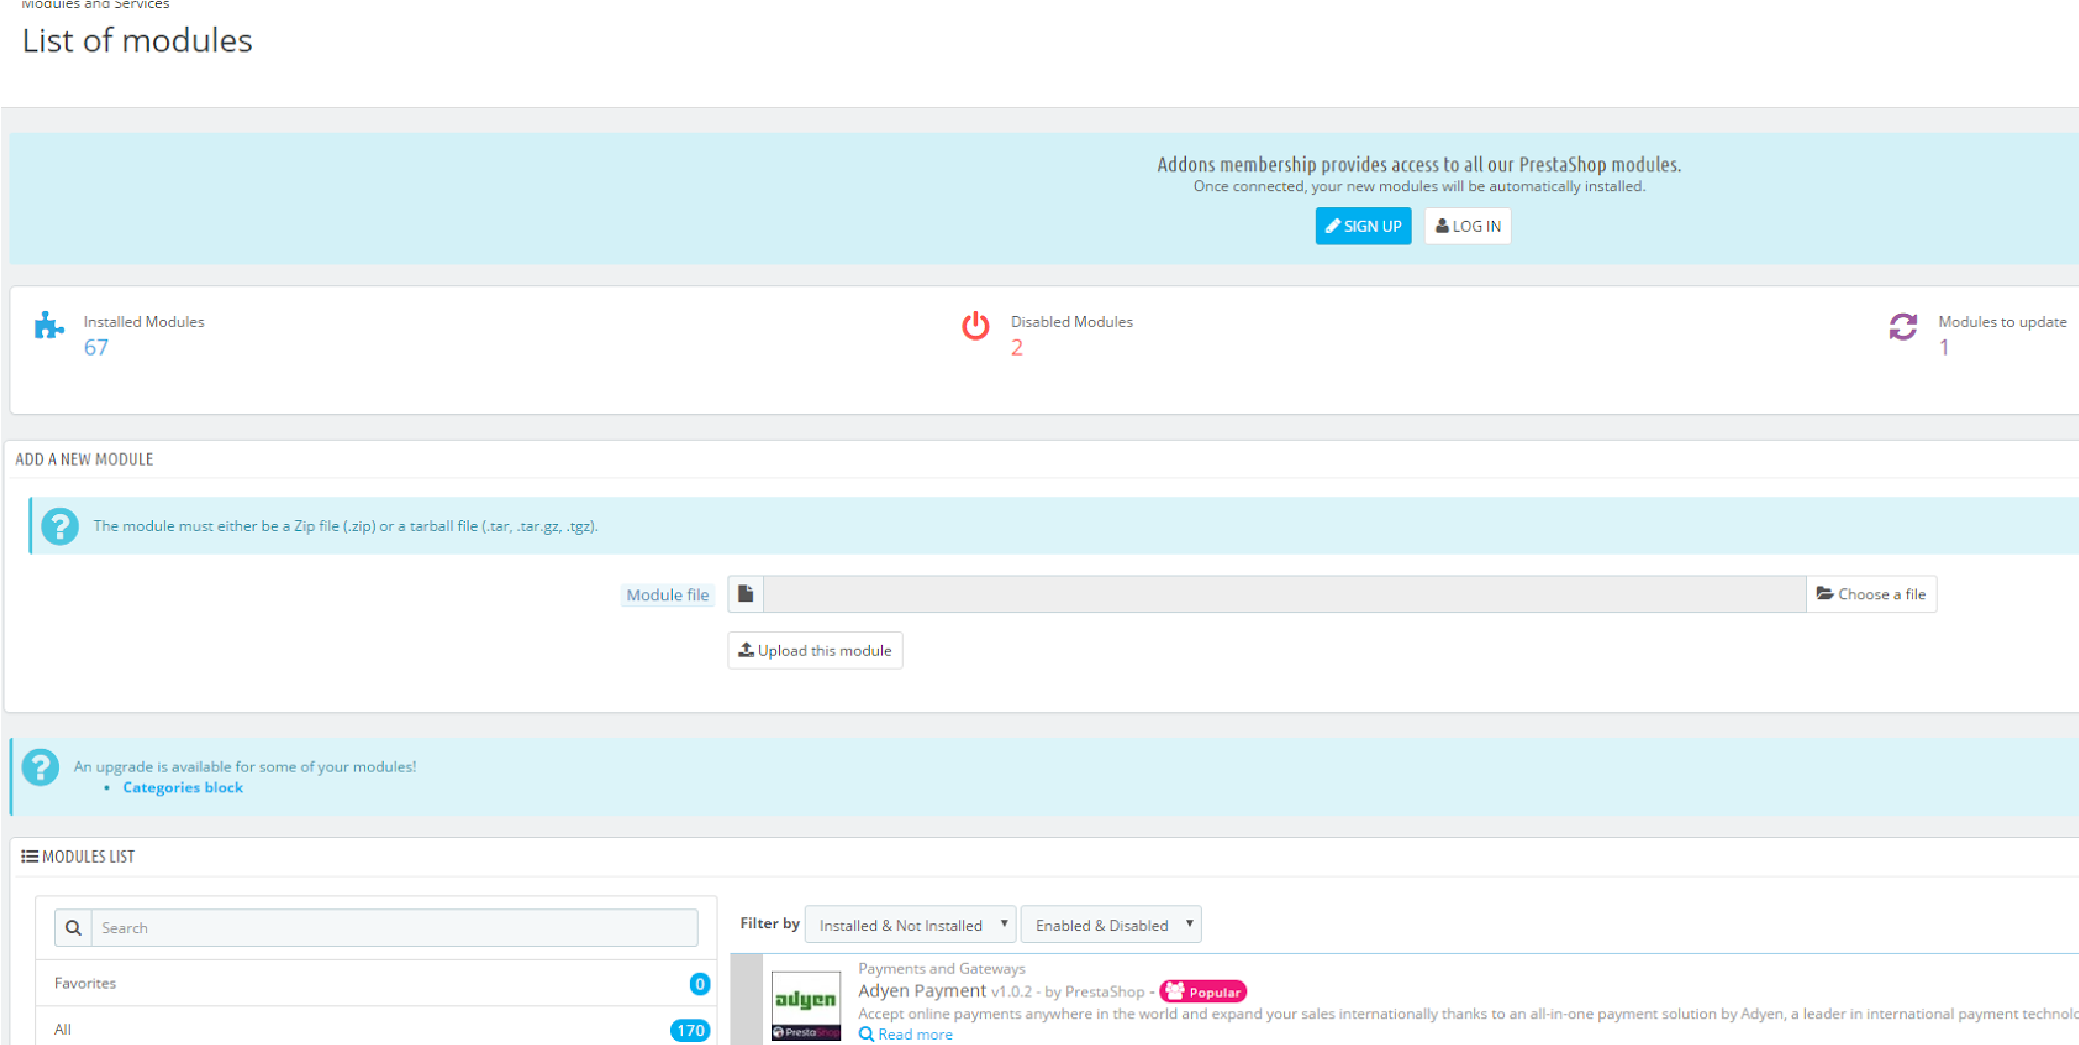 Modules and Services
List of modules
Addons membership provides access to all our PrestaShop modules.
Once connected, your new modules will be automatically installed.
SIGN UP
LOG IN
Installed Modules
67
Disabled Modules
2
Modules to update
1
ADD A NEW MODULE
The module must either be a Zip file (.zip) or a tarball file (.tar, .tar.gz, .tgz).
Module file
Choose a file
Upload this module
An upgrade is available for some of your modules!
• Categories block
MODULES LIST
Search
Favorites 0
All 170
Filter by Installed & Not Installed Enabled & Disabled
Payments and Gateways
Adyen Payment v1.0.2 - by PrestaShop - Popular
Accept online payments anywhere in the world and expand your sales internationally thanks to an all-in-one payment solution by Adyen, a leader in international payment technolo
Read more
adyen
PrestaShop